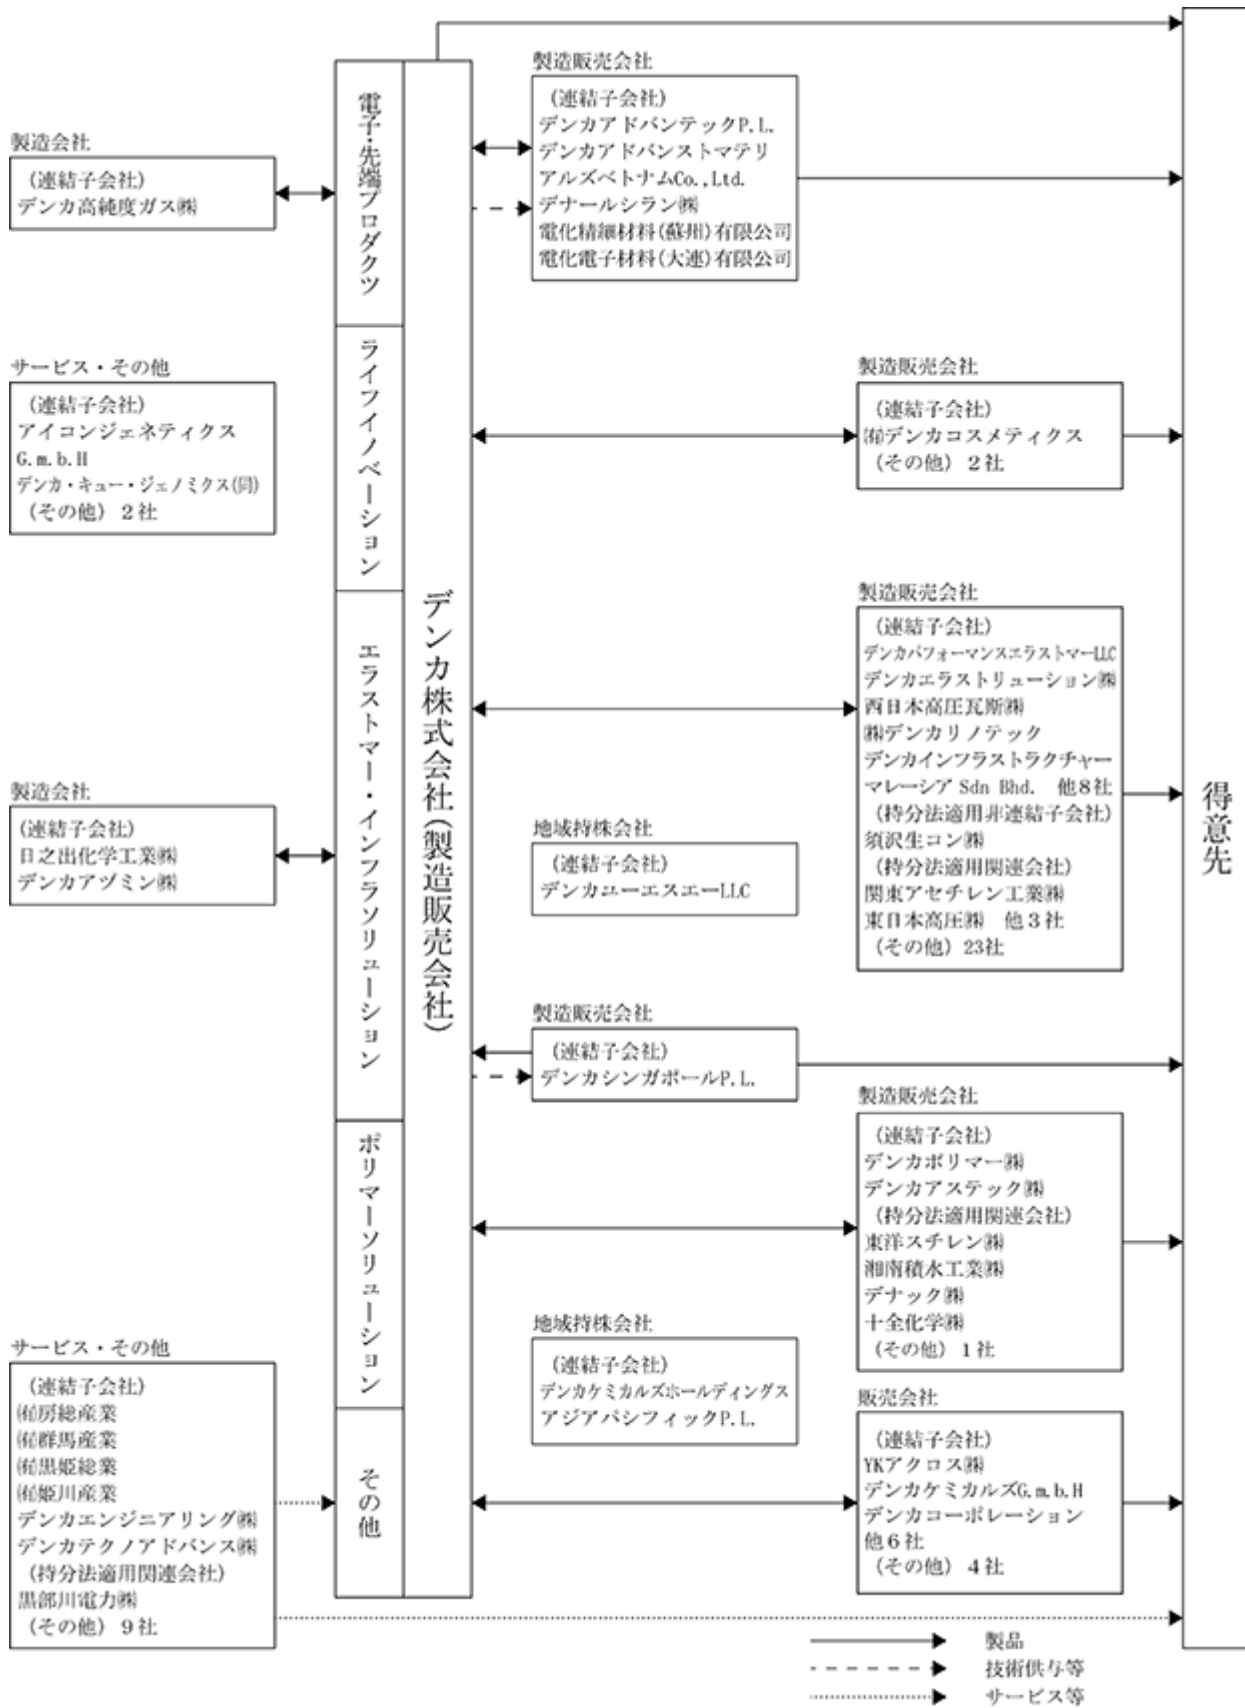 製造会社
(連結子会社)
デンカ高純度ガス㈱
サービス・その他
(連結子会社)
アイコンジェネティクス
G.m.b.H
デンカ・キュー・ジェノミクス(同)
(その他) 2社
製造会社
(連結子会社)
日之出化学工業㈱
デンカアヅミン㈱
サービス・その他
(連結子会社)
㈲房総産業
㈲群馬産業
㈲黒姫総業
㈲姫川産業
デンカエンジニアリング㈱
デンカテクノアドバンス㈱
(持分法適用関連会社)
黒部川電力㈱
(その他) 9社
電子・先端プロダクツ
ライフイノベーション
エラストマー・インフラソリューション
ポリマーソリューション
その他
デンカ株式会社(製造販売会社)
製造販売会社
(連結子会社)
デンカアドバンテックP.L.
デンカアドバンストマテリ
アルズベトナムCo.,Ltd.
デナールシラン㈱
電化精細材料(蘇州)有限公司
電化電子材料(大連)有限公司
地域持株会社
(連結子会社)
デンカユーエスエーLLC
製造販売会社
(連結子会社)
デンカシンガポールP.L.
地域持株会社
(連結子会社)
デンカケミカルズホールディングス
アジアパシフィックP.L.
製造販売会社
(連結子会社)
㈲デンカコスメティクス
(その他) 2社
製造販売会社
(連結子会社)
デンカパフォーマンスエラストマーLLC
デンカエラストリューション㈱
西日本高圧瓦斯㈱
㈱デンカリノテック
デンカインフラストラクチャー
マレーシア Sdn Bhd. 他8社
(持分法適用非連結子会社)
須沢生コン㈱
(持分法適用関連会社)
関東アセチレン工業㈱
東日本高圧㈱ 他3社
(その他) 23社
製造販売会社
(連結子会社)
デンカポリマー㈱
デンカアステック㈱
(持分法適用関連会社)
東洋スチレン㈱
湘南積水工業㈱
デナック㈱
十全化学㈱
(その他) 1社
販売会社
(連結子会社)
YKアクロス㈱
デンカケミカルズG.m.b.H
デンカコーポレーション
他6社
(その他) 4社
得意先
製品
技術供与等
サービス等